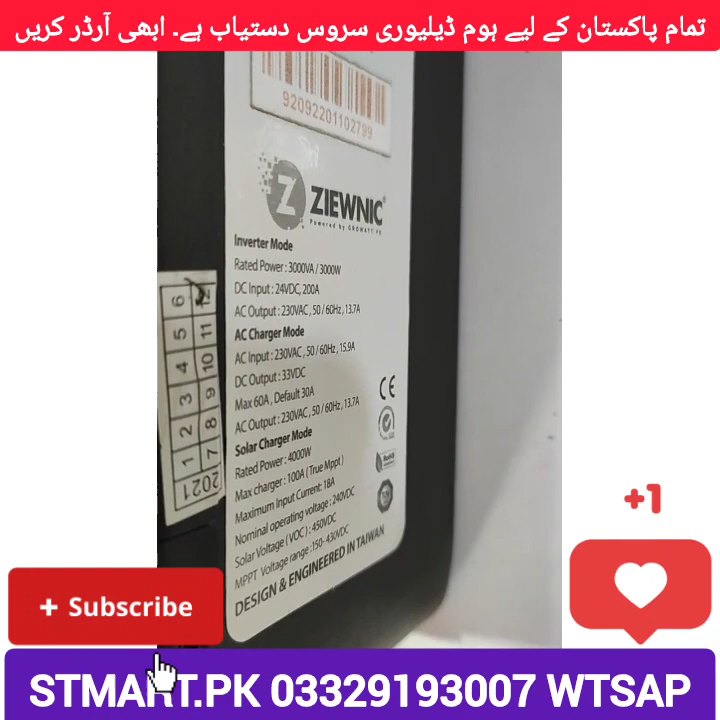 تمام پاکستان کے لیے ہوم ڈیلیوری سروس دستیاب ہے۔ ابھی آرڈر کریں
92092201102799
Z ZIEWNIC®
Powered by GROWATT PK
Inverter Mode
Rated Power : 3000VA / 3000W
DC Input : 24VDC, 200A
AC Output : 230VAC , 50 / 60Hz , 13.7A
AC Charger Mode
AC Input : 230VAC , 50 / 60Hz , 15.9A
DC Output : 33VDC
Max 60A , Default 30A
AC Output : 230VAC, 50 / 60Hz , 13.7A
Solar Charger Mode
Rated Power : 4000W
Max charger : 100A (True Mppt)
Maximum Input Current: 18A
Nominal operating voltage : 240VDC
Solar Voltage ( VOC ) : 450VDC
MPPT Voltage range :150- 430VDC
DESIGN & ENGINEERED IN TAIWAN
CE
RoHS
2021 1 2 3 4 5 6
7 8 9 10 11 12
+1
+ Subscribe
STMART.PK 03329193007 WTSAP